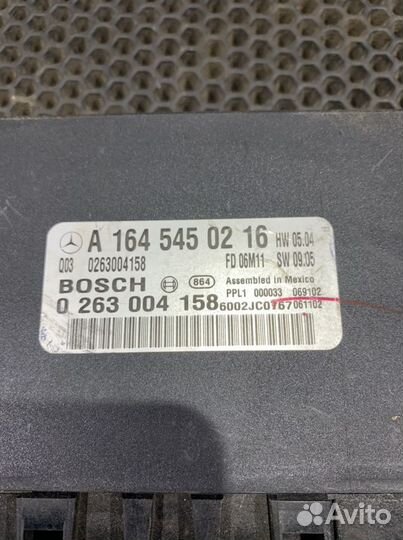 A 164 545 02 16 HW 05.04
Q03 0263004158 FD 06M11 SW 09.05
BOSCH 864 Assembled in Mexico
PPL1 000033 069102
0 263 004 158 6002JC0767061102
Avito